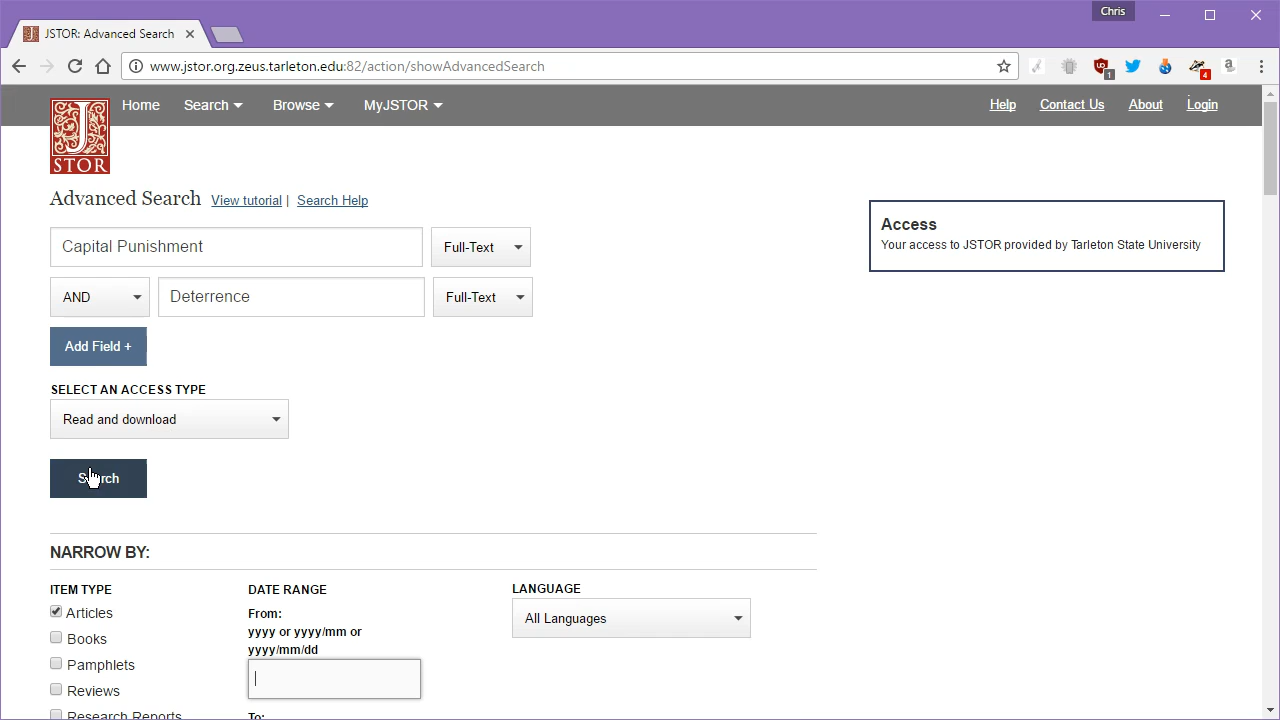 Chris
JSTOR: Advanced Search
www.jstor.org.zeus.tarleton.edu:82/action/showAdvancedSearch
1
4
a
J
STOR
Home
Search
Browse
MyJSTOR
Help
Contact Us
About
Login
Advanced Search View tutorial | Search Help
Capital Punishment
Full-Text
AND
Deterrence
Full-Text
Add Field +
SELECT AN ACCESS TYPE
Read and download
Search
Access
Your access to JSTOR provided by Tarleton State University
NARROW BY:
ITEM TYPE
Articles
Books
Pamphlets
Reviews
Research Reports
DATE RANGE
From:
yyyy or yyyy/mm or
yyyy/mm/dd
To:
LANGUAGE
All Languages